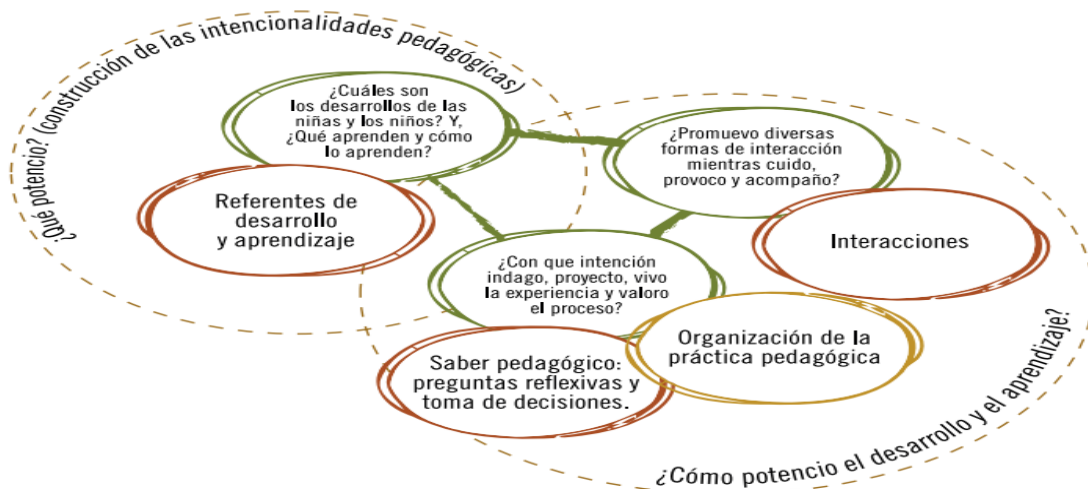 ¿Qué potencio? (construcción de las intencionalidades pedagógicas)
¿Cuáles son
los desarrollos de las
niñas y los niños? Y,
¿Qué aprenden y cómo
lo aprenden?
¿Promuevo diversas
formas de interacción
mientras cuido,
provoco y acompaño?
Referentes de
desarrollo
y aprendizaje
Interacciones
¿Con que intención
indago, proyecto, vivo
la experiencia y valoro
el proceso?
Organización de la
práctica pedagógica
Saber pedagógico:
preguntas reflexivas y
toma de decisiones.
¿Cómo potencio el desarrollo y el aprendizaje?